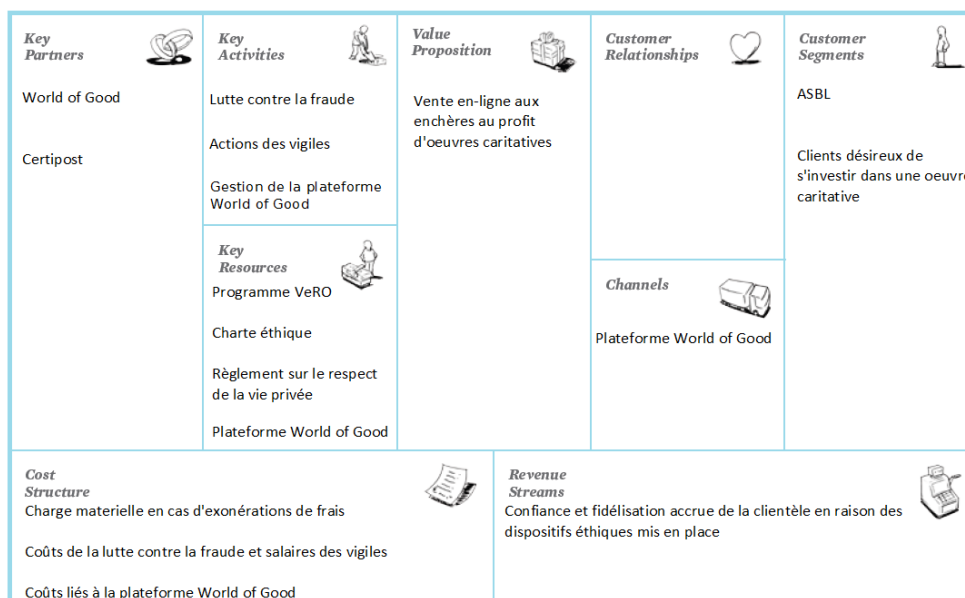 Key
Partners
World of Good
Certipost
Key
Activities
Lutte contre la fraude
Actions des vigiles
Gestion de la plateforme
World of Good
Key
Resources
Programme VeRO
Charte éthique
Règlement sur le respect
de la vie privée
Plateforme World of Good
Value
Proposition
Vente en-ligne aux
enchères au profit
d'oeuvres caritatives
Customer
Relationships
Channels
Plateforme World of Good
Customer
Segments
ASBL
Clients désireux de
s'investir dans une oeuvre
caritative
Cost
Structure
Charge materielle en cas d'exonérations de frais
Coûts de la lutte contre la fraude et salaires des vigiles
Coûts liés à la plateforme World of Good
Revenue
Streams
Confiance et fidélisation accrue de la clientèle en raison des
dispositifs éthiques mis en place